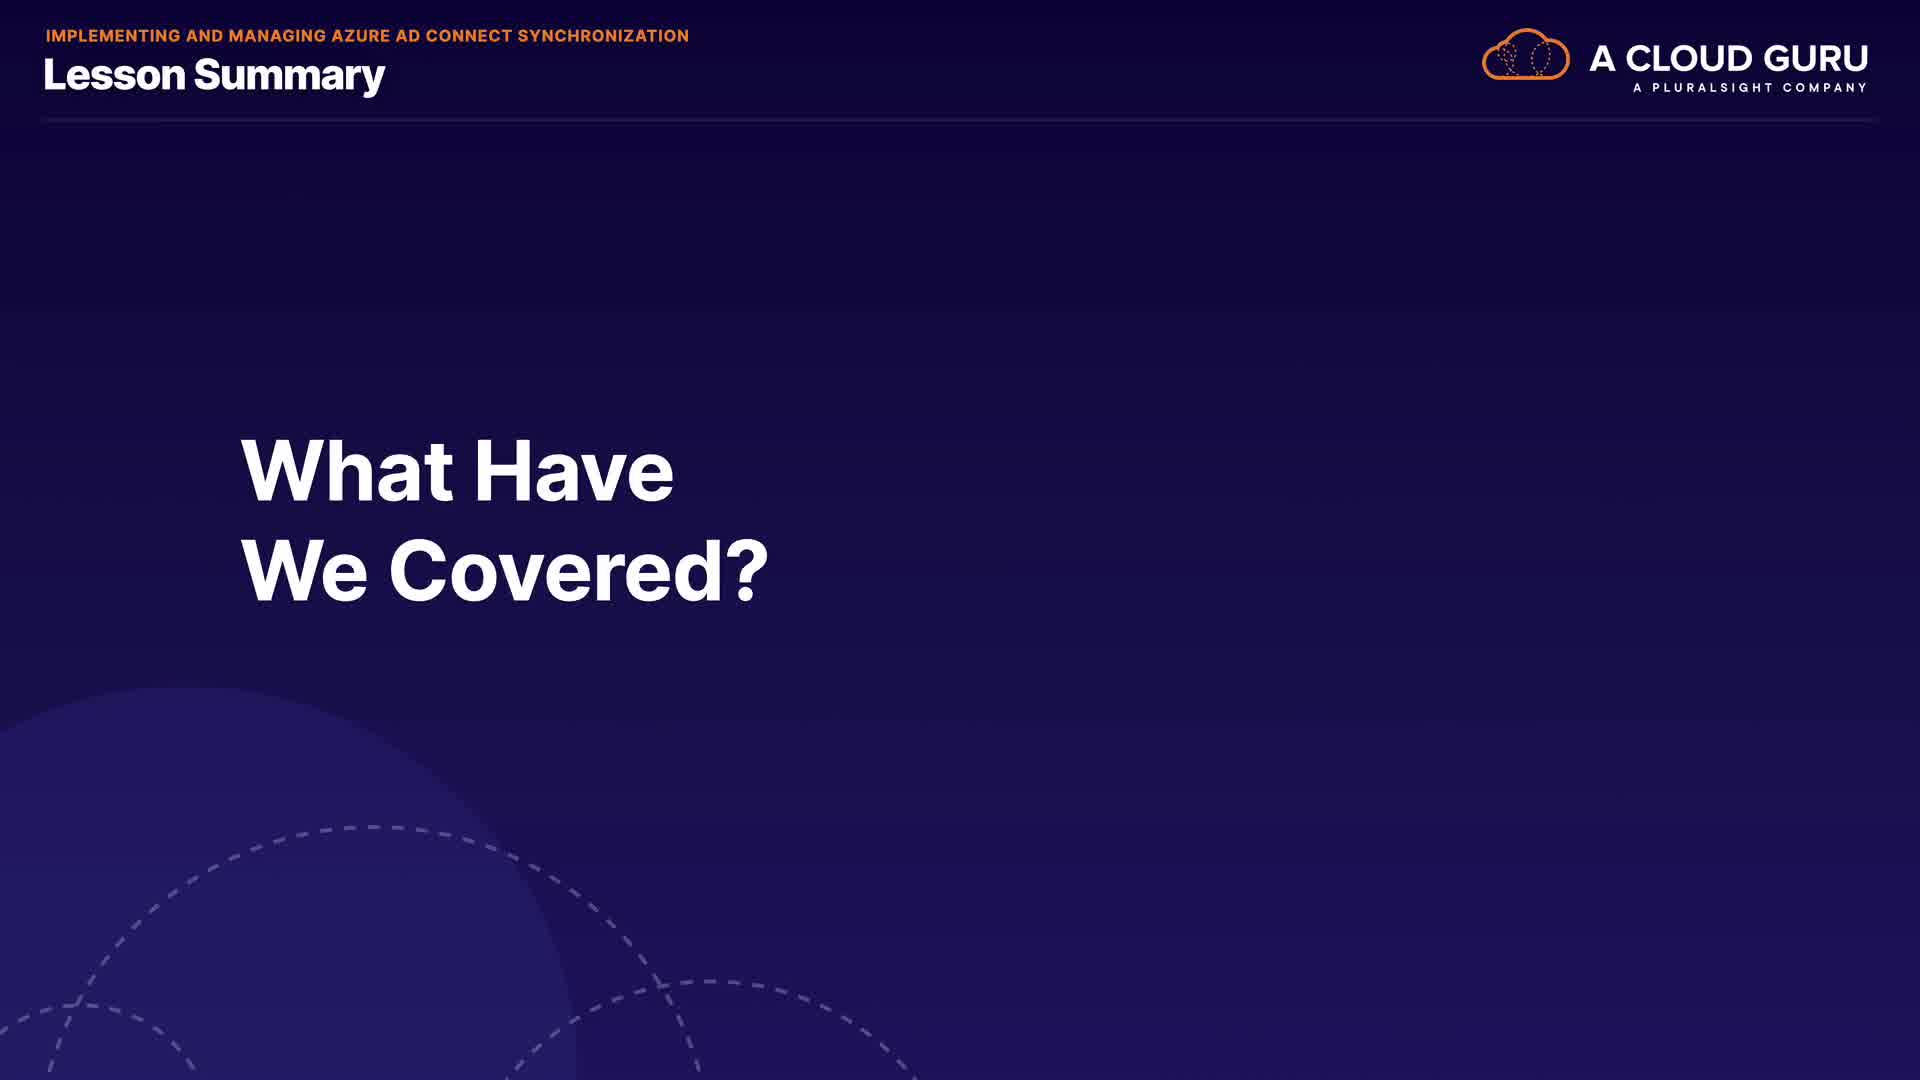 IMPLEMENTING AND MANAGING AZURE AD CONNECT SYNCHRONIZATION
Lesson Summary
A CLOUD GURU
A PLURALSIGHT COMPANY
What Have
We Covered?